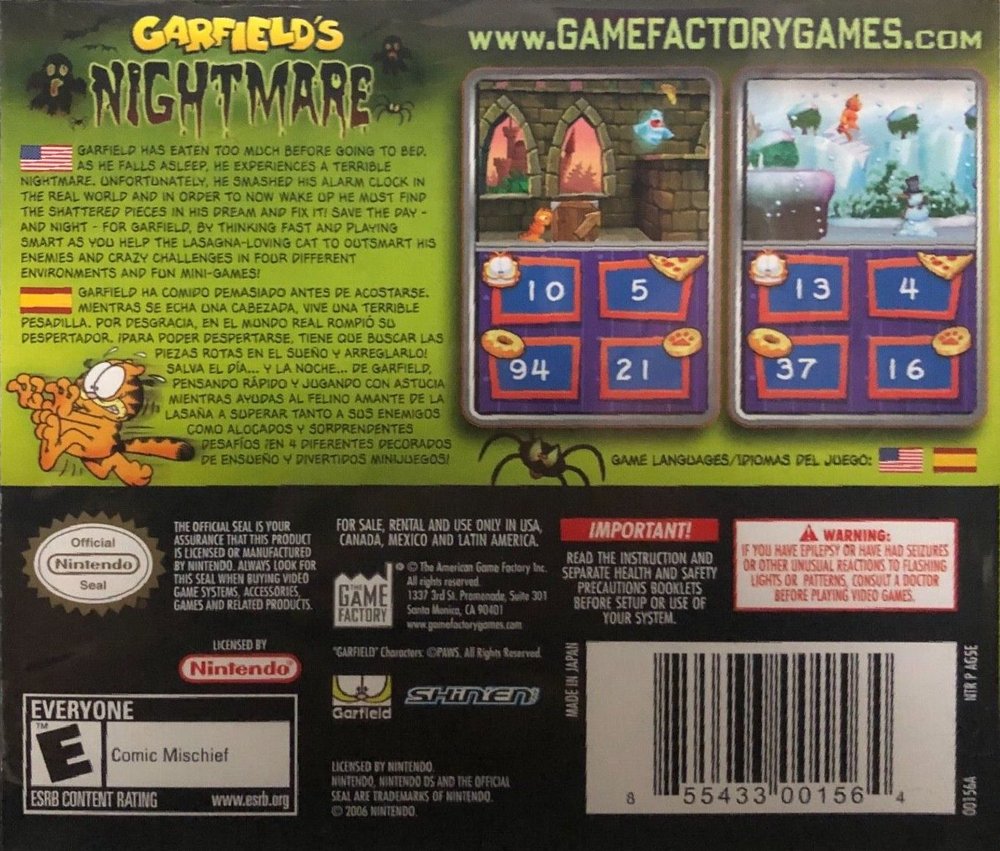 GARFIELD'S
NIGHTMARE
www.GAMEFACTORYGAMES.com
GARFIELD HAS EATEN TOO MUCH BEFORE GOING TO BED.
AS HE FALLS ASLEEP, HE EXPERIENCES A TERRIBLE
NIGHTMARE. UNFORTUNATELY, HE SMASHED HIS ALARM CLOCK IN
THE REAL WORLD AND IN ORDER TO NOW WAKE UP HE MUST FIND
THE SHATTERED PIECES IN HIS DREAM AND FIX IT! SAVE THE DAY -
AND NIGHT - FOR GARFIELD, BY THINKING FAST AND PLAYING
SMART AS YOU HELP THE LASAGNA-LOVING CAT TO OUTSMART HIS
ENEMIES AND CRAZY CHALLENGES IN FOUR DIFFERENT
ENVIRONMENTS AND FUN MINI-GAMES!
GARFIELD HA COMIDO DEMASIADO ANTES DE ACOSTARSE.
MIENTRAS SE ECHA UNA CABEZADA, VIVE UNA TERRIBLE
PESADILLA. POR DESGRACIA, EN EL MUNDO REAL ROMPIÓ SU
DESPERTADOR. ¡PARA PODER DESPERTARSE, TIENE QUE BUSCAR LAS
PIEZAS ROTAS EN EL SUEÑO Y ARREGLARLO!
SALVA EL DÍA... Y LA NOCHE... DE GARFIELD,
PENSANDO RÁPIDO Y JUGANDO CON ASTUCIA
MIENTRAS AYUDAS AL FELINO AMANTE DE LA
LASAÑA A SUPERAR TANTO A SUS ENEMIGOS
COMO ALOCADOS Y SORPRENDENTES
DESAFÍOS ¡EN 4 DIFERENTES DECORADOS
DE ENSUEÑO Y DIVERTIDOS MINIJUEGOS!
10 5
94 21
13 4
37 16
GAME LANGUAGES/IDIOMAS DEL JUEGO:
Official
Nintendo
Seal
THE OFFICIAL SEAL IS YOUR
ASSURANCE THAT THIS PRODUCT
IS LICENSED OR MANUFACTURED
BY NINTENDO. ALWAYS LOOK FOR
THIS SEAL WHEN BUYING VIDEO
GAME SYSTEMS, ACCESSORIES,
GAMES AND RELATED PRODUCTS.
LICENSED BY
Nintendo®
EVERYONE
E
TM
Comic Mischief
ESRB CONTENT RATING www.esrb.org
FOR SALE, RENTAL AND USE ONLY IN USA,
CANADA, MEXICO AND LATIN AMERICA.
THE
GAME
FACTORY
© The American Game Factory Inc.
All rights reserved.
1337 3rd St. Promenade, Suite 301
Santa Monica, CA 90401
www.gamefactorygames.com
"GARFIELD" Characters: ©PAWS. All Rights Reserved.
Garfield
SHIN'EN
LICENSED BY NINTENDO.
NINTENDO, NINTENDO DS AND THE OFFICIAL
SEAL ARE TRADEMARKS OF NINTENDO.
© 2006 NINTENDO.
IMPORTANT!
READ THE INSTRUCTION AND
SEPARATE HEALTH AND SAFETY
PRECAUTIONS BOOKLETS
BEFORE SETUP OR USE OF
YOUR SYSTEM.
WARNING:
IF YOU HAVE EPILEPSY OR HAVE HAD SEIZURES
OR OTHER UNUSUAL REACTIONS TO FLASHING
LIGHTS OR PATTERNS, CONSULT A DOCTOR
BEFORE PLAYING VIDEO GAMES.
MADE IN JAPAN
8 55433 00156 4
NTR P AG5E
00156A